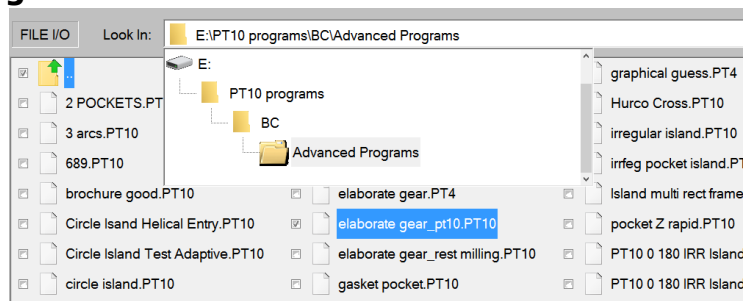 FILE I/O Look In: E:\PT10 programs\BC\Advanced Programs
E:
PT10 programs
BC
Advanced Programs
..
2 POCKETS.PT
3 arcs.PT10
689.PT10
brochure good.PT10
Circle Isand Helical Entry.PT10
Circle Island Test Adaptive.PT10
circle island.PT10
elaborate gear.PT4
elaborate gear_pt10.PT10
elaborate gear_rest milling.PT10
gasket pocket.PT10
graphical guess.PT4
Hurco Cross.PT10
irregular island.PT10
irrfeg pocket island.PT
Island multi rect frame
pocket Z rapid.PT10
PT10 0 180 IRR Island
PT10 0 180 IRR Island